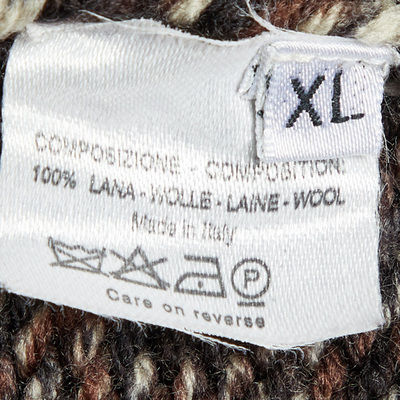 XL
COMPOSIZIONE - COMPOSITION:
100% LANA - WOLLE - LAINE - WOOL
Made in Italy
P
Care on reverse